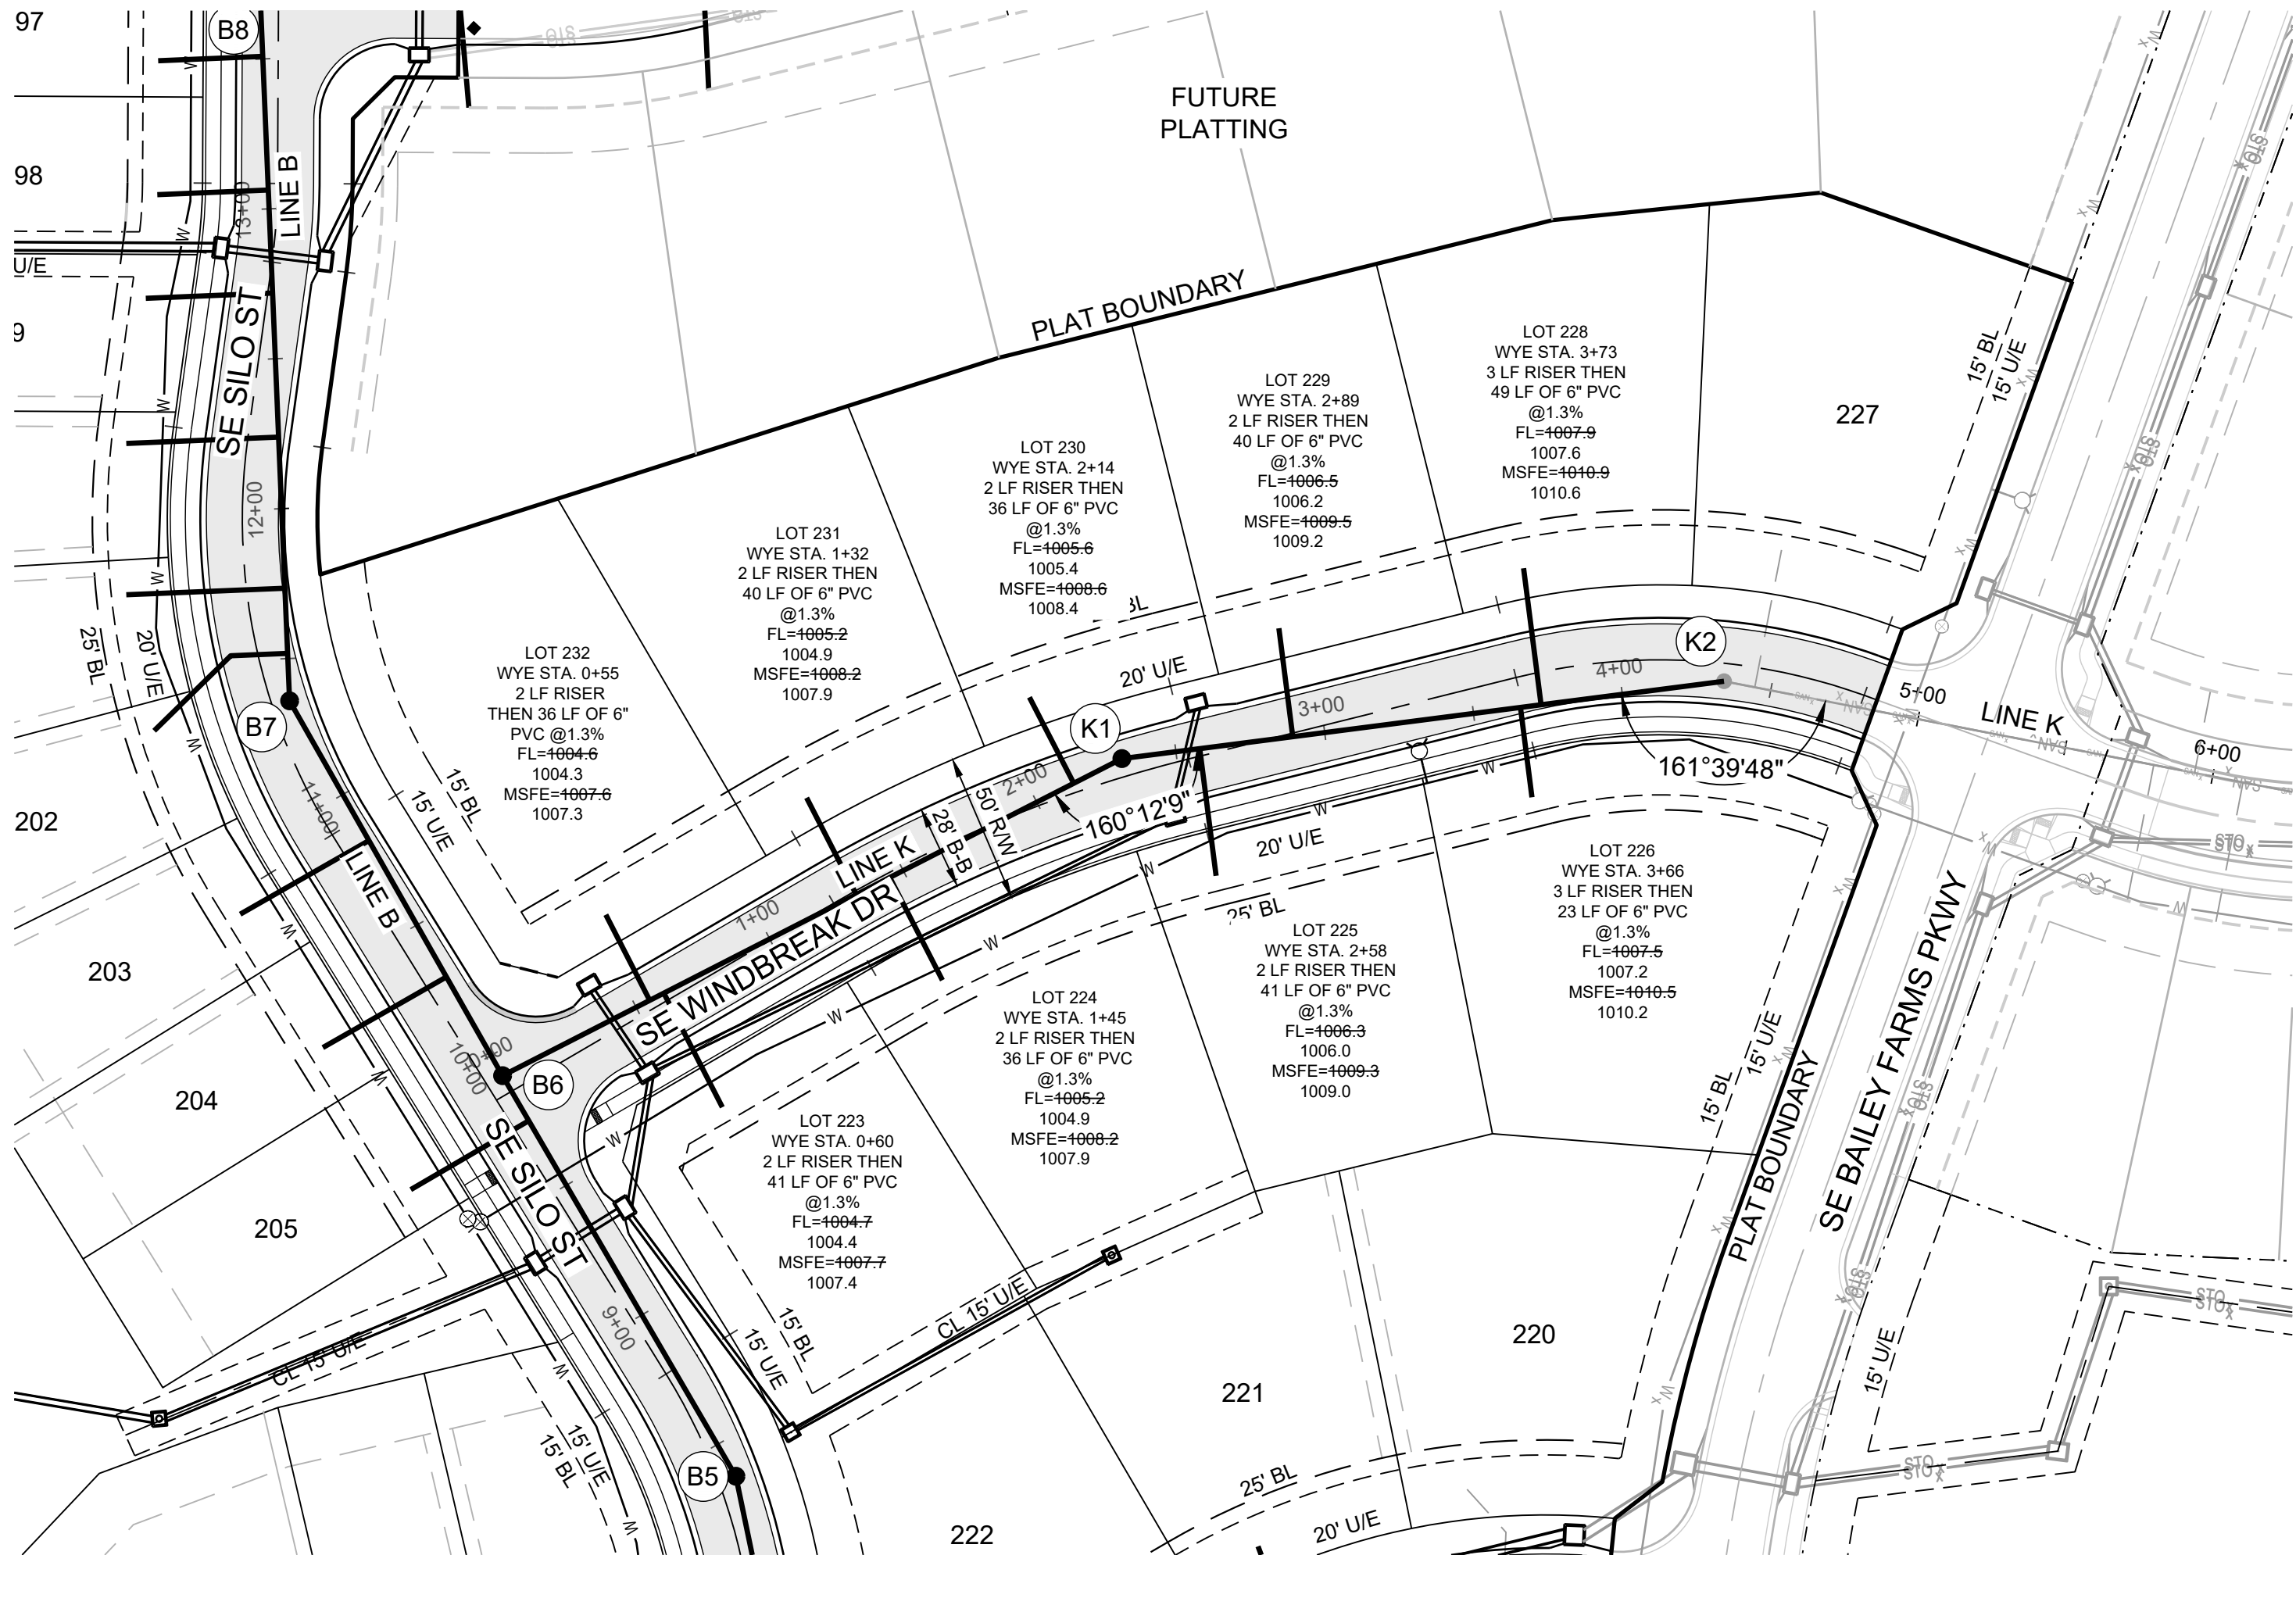 97
B8
STO
STO
FUTURE
PLATTING
98
13+00
LINE B
U/E
9
SE SILO ST
PLAT BOUNDARY
12+00
15' BL
15' U/E
LOT 228
WYE STA. 3+73
3 LF RISER THEN
49 LF OF 6" PVC
@1.3%
FL=1007.9
1007.6
MSFE=1010.9
1010.6
227
LOT 229
WYE STA. 2+89
2 LF RISER THEN
40 LF OF 6" PVC
@1.3%
FL=1006.5
1006.2
MSFE=1009.5
1009.2
LOT 230
WYE STA. 2+14
2 LF RISER THEN
36 LF OF 6" PVC
@1.3%
FL=1005.6
1005.4
MSFE=1008.6
1008.4
LOT 231
WYE STA. 1+32
2 LF RISER THEN
40 LF OF 6" PVC
@1.3%
FL=1005.2
1004.9
MSFE=1008.2
1007.9
LOT 232
WYE STA. 0+55
2 LF RISER
THEN 36 LF OF 6"
PVC @1.3%
FL=1004.6
1004.3
MSFE=1007.6
1007.3
25' BL
20' U/E
BL
20' U/E
B7
K1
K2
2+00
3+00
4+00
5+00
6+00
LINE K
SAN
161°39'48"
160°12'9"
50' R/W
28' B-B
LINE K
1+00
SE WINDBREAK DR
15' BL
15' U/E
11+00
LINE B
202
203
204
205
10+00
0+00
B6
20' U/E
25' BL
LOT 226
WYE STA. 3+66
3 LF RISER THEN
23 LF OF 6" PVC
@1.3%
FL=1007.5
1007.2
MSFE=1010.5
1010.2
LOT 225
WYE STA. 2+58
2 LF RISER THEN
41 LF OF 6" PVC
@1.3%
FL=1006.3
1006.0
MSFE=1009.3
1009.0
LOT 224
WYE STA. 1+45
2 LF RISER THEN
36 LF OF 6" PVC
@1.3%
FL=1005.2
1004.9
MSFE=1008.2
1007.9
LOT 223
WYE STA. 0+60
2 LF RISER THEN
41 LF OF 6" PVC
@1.3%
FL=1004.7
1004.4
MSFE=1007.7
1007.4
SE SILO ST
SE BAILEY FARMS PKWY
15' BL
15' U/E
PLAT BOUNDARY
STO
STO
9+00
CL 15' U/E
CL 15' U/E
15' BL
15' U/E
15' U/E
15' BL
15' U/E
B5
220
221
222
25' BL
20' U/E
STO
STO